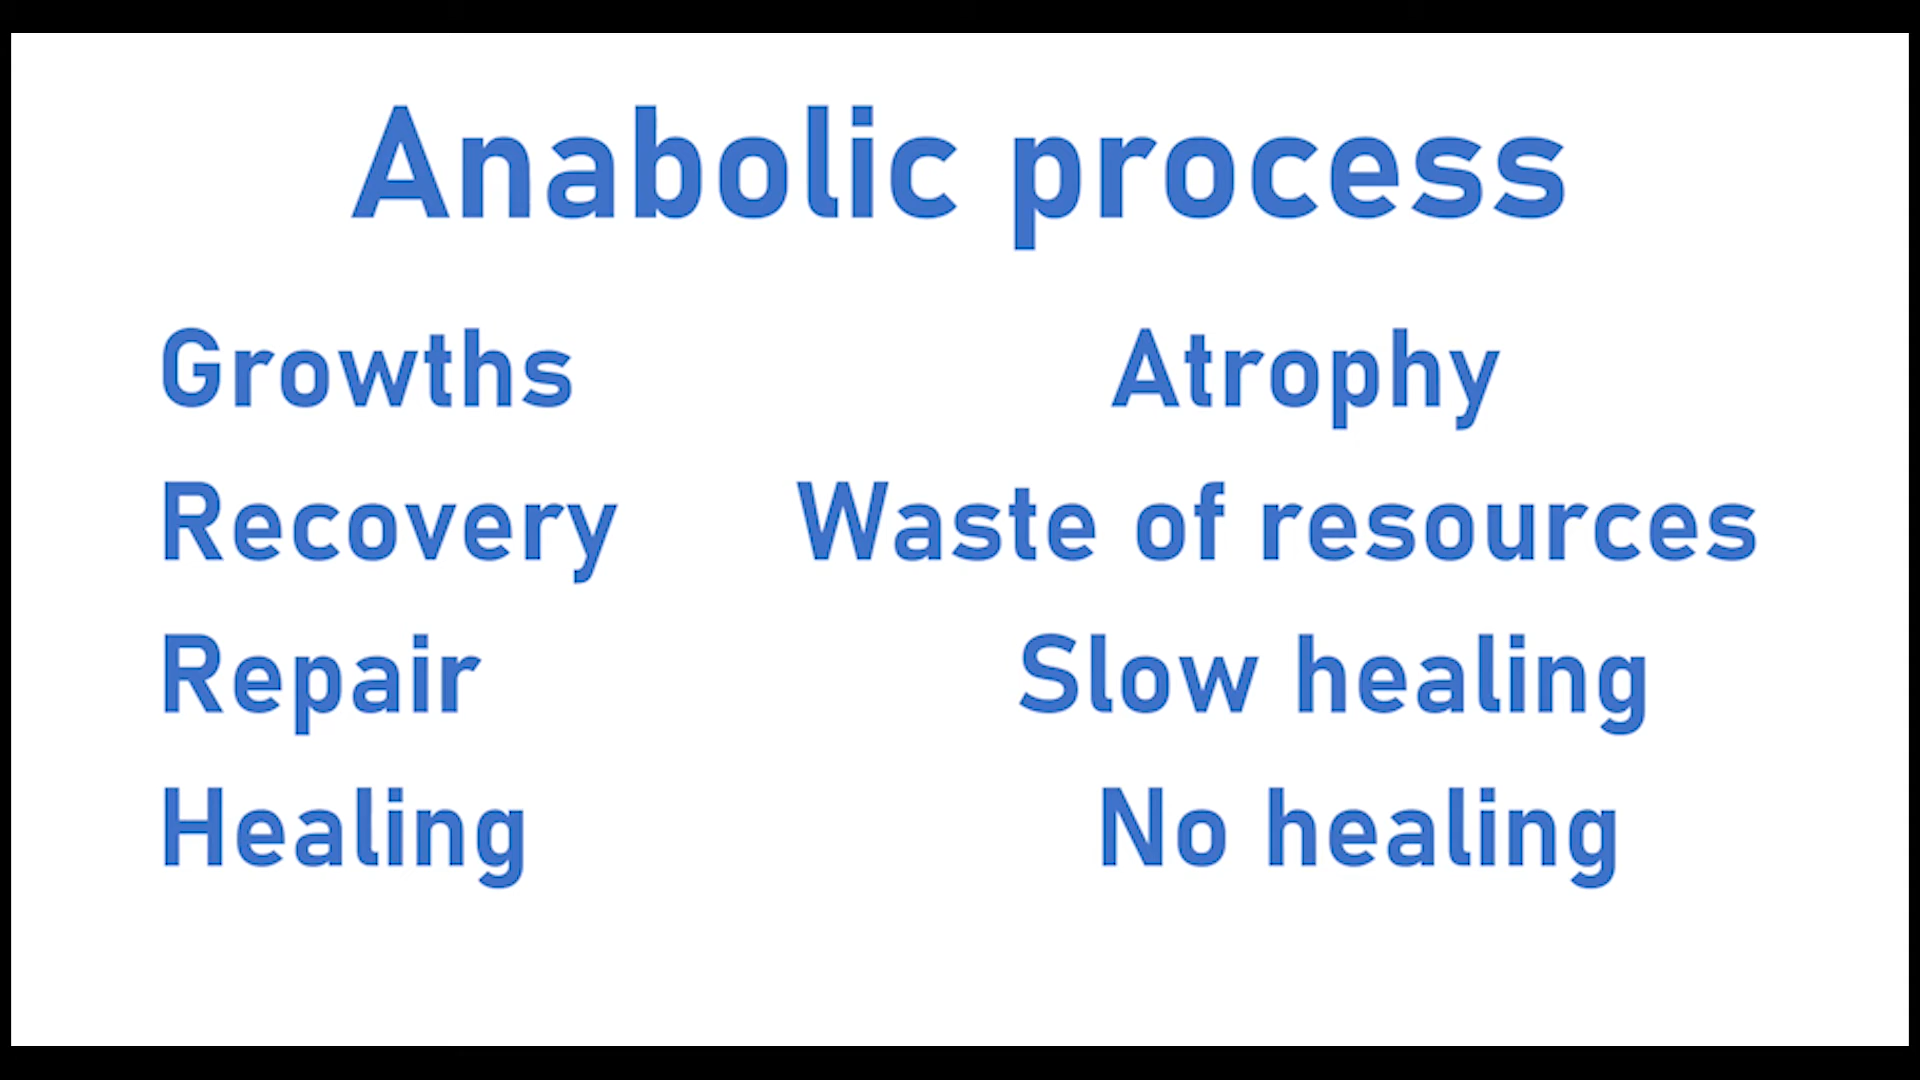 Anabolic process
Growths Atrophy
Recovery Waste of resources
Repair Slow healing
Healing No healing